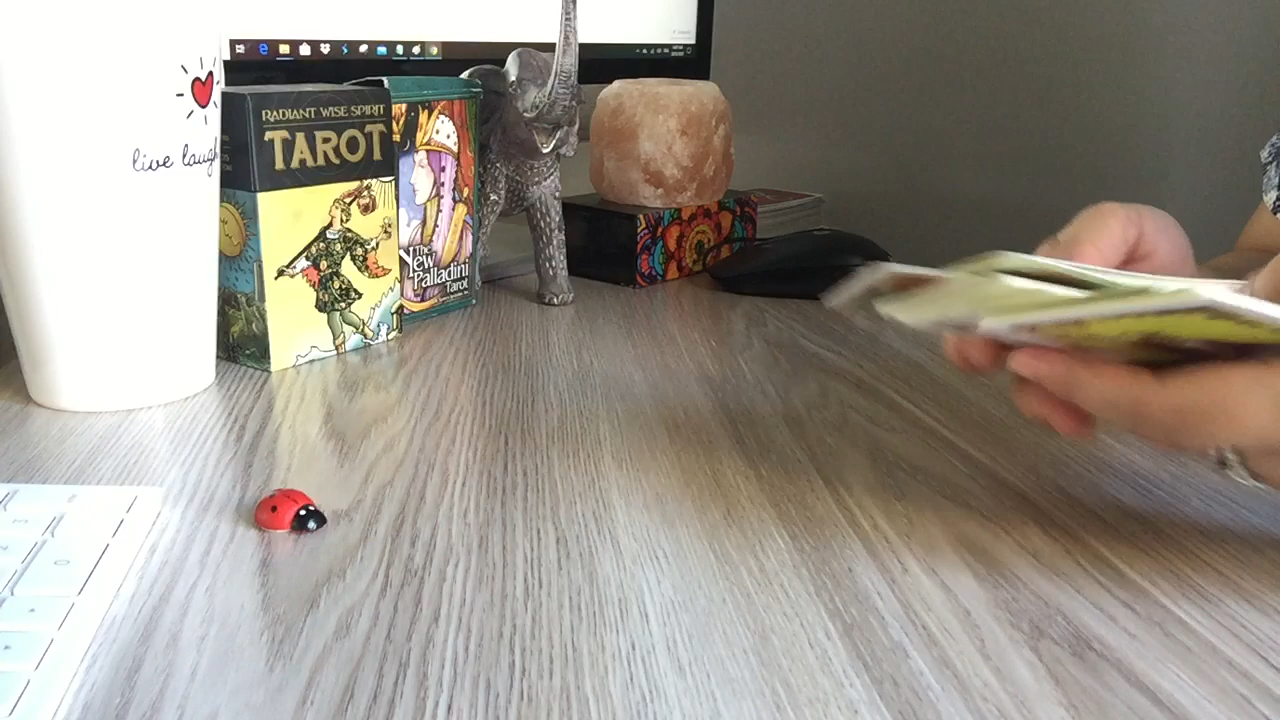 live laugh
RADIANT WISE SPIRIT
TAROT
The
New
Palladini
Tarot